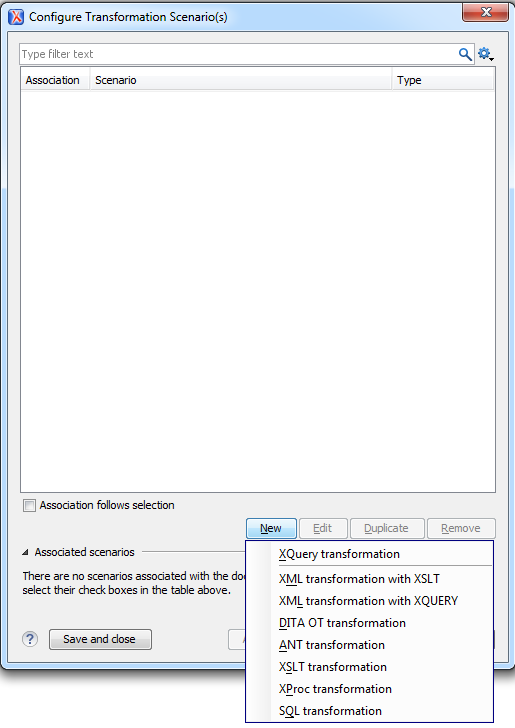 Configure Transformation Scenario(s)
Type filter text
Association Scenario Type
Association follows selection
New Edit Duplicate Remove
Associated scenarios
There are no scenarios associated with the
select their check boxes in the table above.
? Save and close
XQuery transformation
XML transformation with XSLT
XML transformation with XQUERY
DITA OT transformation
ANT transformation
XSLT transformation
XProc transformation
SQL transformation